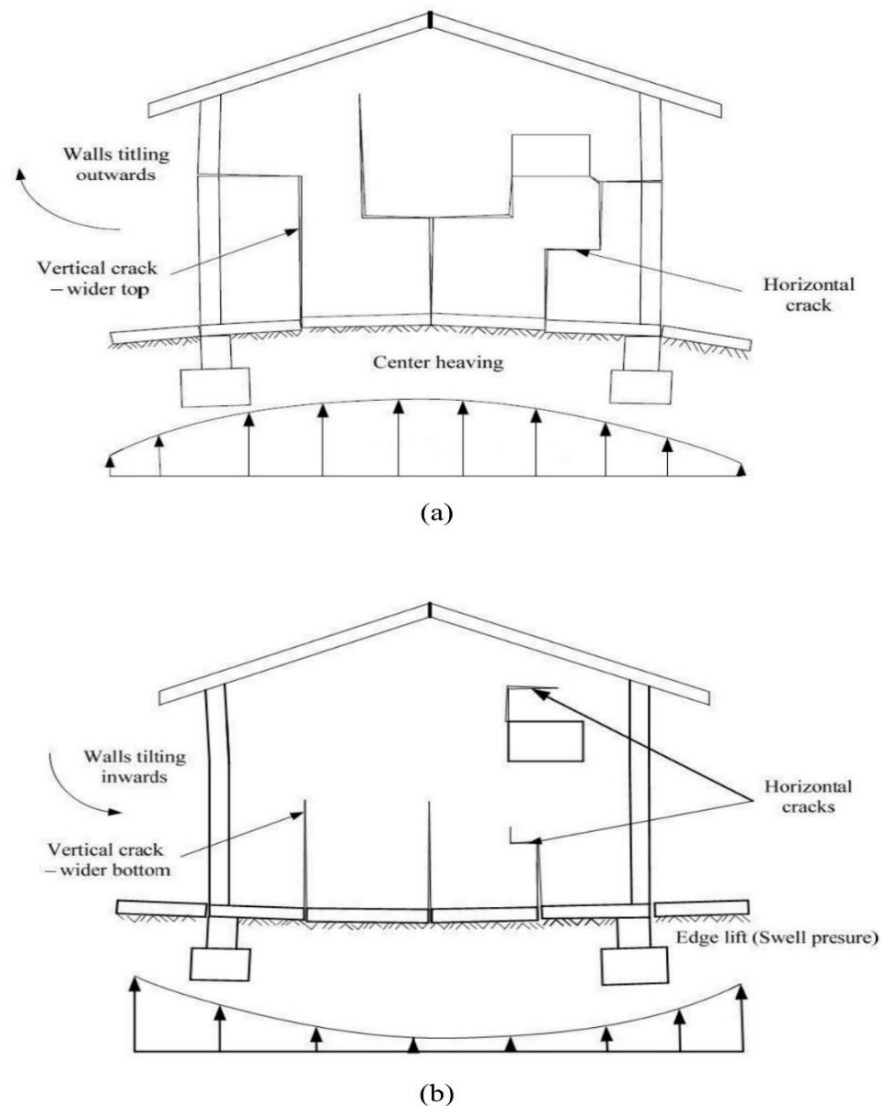 Walls titling
outwards
Vertical crack
– wider top
Horizontal
crack
Center heaving
(a)
Walls tilting
inwards
Vertical crack
– wider bottom
Horizontal
cracks
Edge lift (Swell presure)
(b)